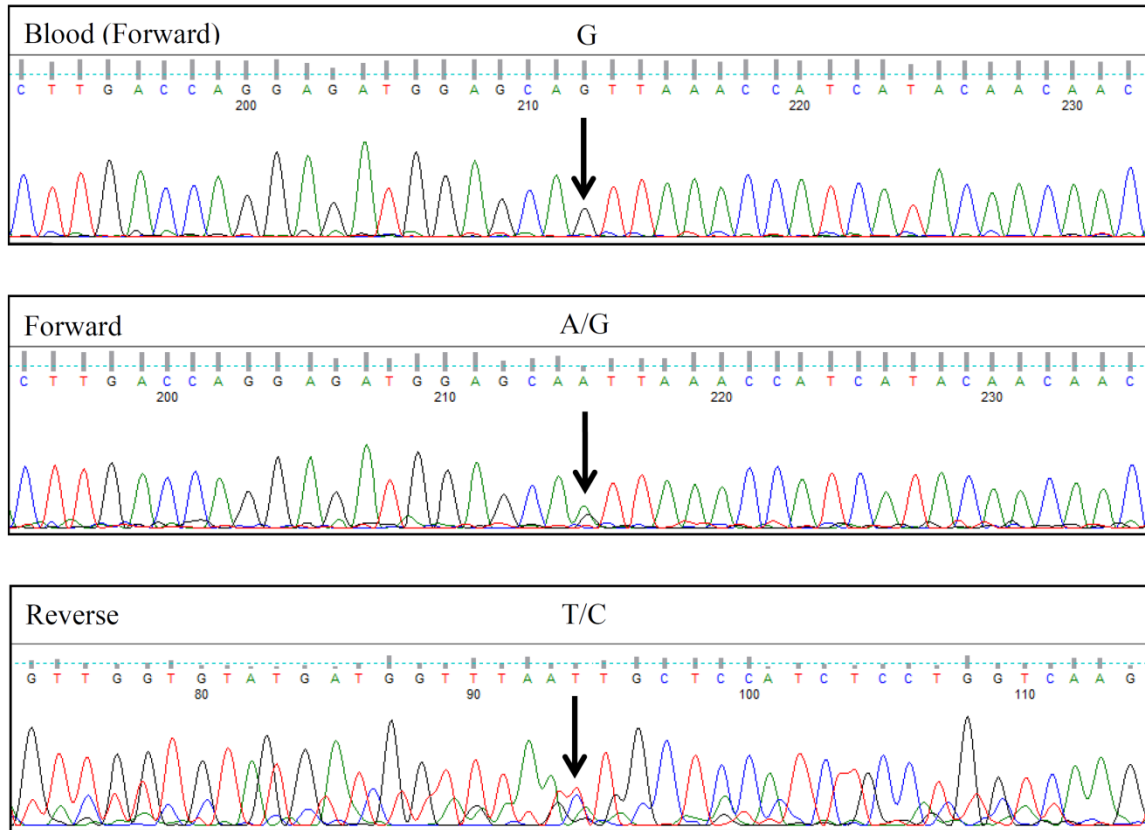 Blood (Forward) G
C T T G A C C A G G A G A T G G A G C A G T T A A A C C A T C A T A C A A C A A C
200 210 220 230
Forward A/G
C T T G A C C A G G A G A T G G A G C A A T T A A A C C A T C A T A C A A C A A C
200 210 220 230
Reverse T/C
G T T G G T G T A T G A T G G T T T A A T T G C T C C A T C T C C T G G T C A A G
80 90 100 110